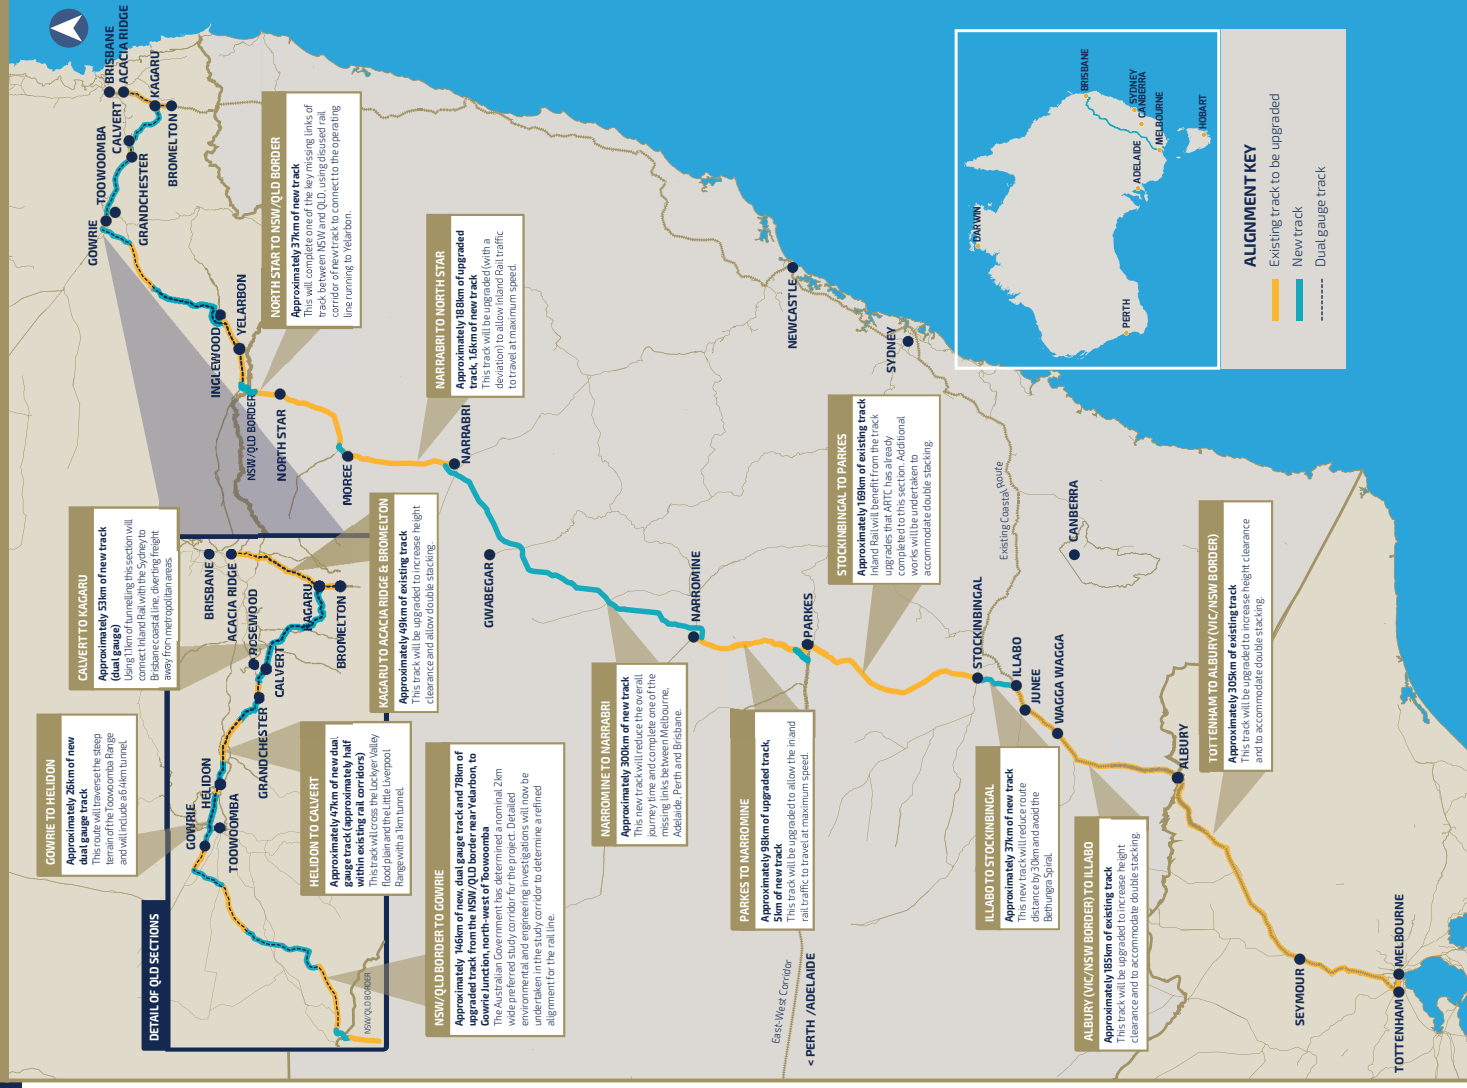 BRISBANE
ACACIA RIDGE
KAGARU
CALVERT
BROMELTON
TOOWOOMBA
GRANDCHESTER
GOWRIE
YELARBON
INGLEWOOD
NSW/QLD BORDER
NORTH STAR
MOREE
NARRABRI
GWABEGAR
NARROMINE
PARKES
STOCKINBINGAL
ILLABO
JUNEE
WAGGA WAGGA
ALBURY
SEYMOUR
MELBOURNE
TOTTENHAM
NEWCASTLE
SYDNEY
CANBERRA
Existing Coastal Route
East-West Corridor
< PERTH /ADELAIDE
NORTH START TO NSW/QLD BORDER
Approximately 37km of new track
This will complete one of the key missing links of
track between NSW and QLD, using disused rail
corridor of new track to connect to the operating
line running to Yelarbon.
NARRABRI TO NORTH STAR
Approximately 188km of upgraded
track, 1.6km of new track
This track will be upgraded (with a
deviation) to allow Inland Rail traffic
to travel at maximum speed.
STOCKINBINGAL TO PARKES
Approximately 169km of existing track
Inland Rail will benefit from the track
upgrades that ARTC has already
completed to this section. Additional
works will be undertaken to
accommodate double stacking.
TOTTENHAM TO ALBURY (VIC/NSW BORDER)
Approximately 305km of existing track
This track will be upgraded to increase height clearance
and to accommodate double stacking.
CALVERT TO KAGARU
Approximately 53km of new track
(dual gauge)
Using 1.1km of tunnelling this section will
connect Inland Rail with the Sydney to
Brisbane coastal line, diverting freight
away from metropolitan areas.
KAGARU TO ACACIA RIDGE & BROMELTON
Approximately 49km of existing track
This track will be upgraded to increase height
clearance and allow double stacking.
GOWRIE TO HELIDON
Approximately 26km of new
dual gauge track
This route will traverse the steep
terrain of the Toowoomba Range
and will include a 6.4km tunnel.
HELIDON TO CALVERT
Approximately 47km of new dual
gauge track (approximately half
within existing rail corridors)
This track will cross the Lockyer Valley
flood plain and the Little Liverpool
Range with a 1km tunnel.
NSW/QLD BORDER TO GOWRIE
Approximately 146km of new, dual gauge track and 78km of
upgraded track from the NSW/QLD border near Yelarbon, to
Gowrie Junction, north-west of Toowoomba
The Australian Government has determined a nominal 2km
wide preferred study corridor for the project. Detailed
environmental and engineering investigations will now be
undertaken in the study corridor to determine a refined
alignment for the rail line.
NARROMINE TO NARRABRI
Approximately 300km of new track
This new track will reduce the overall
journey time and complete one of the
missing links between Melbourne,
Adelaide, Perth and Brisbane.
PARKES TO NARROMINE
Approximately 98km of upgraded track,
5km of new track
This track will be upgraded to allow the inland
rail traffic to travel at maximum speed.
ILLABO TO STOCKINBINGAL
Approximately 37km of new track
This new track will reduce route
distance by 30km and avoid the
Bethungra Spiral.
ALBURY (VIC/NSW BORDER) TO ILLABO
Approximately 185km of existing track
This track will be upgraded to increase height
clearance and to accommodate double stacking.
DETAIL OF QLD SECTIONS
BRISBANE
ACACIA RIDGE
ROSEWOOD
KAGARU
BROMELTON
CALVERT
GRANDCHESTER
HELIDON
TOOWOOMBA
GOWRIE
NSW/QLD BORDER
DARWIN
PERTH
ADELAIDE
BRISBANE
SYDNEY
CANBERRA
MELBOURNE
HOBART
ALIGNMENT KEY
Existing track to be upgraded
New track
Dual gauge track